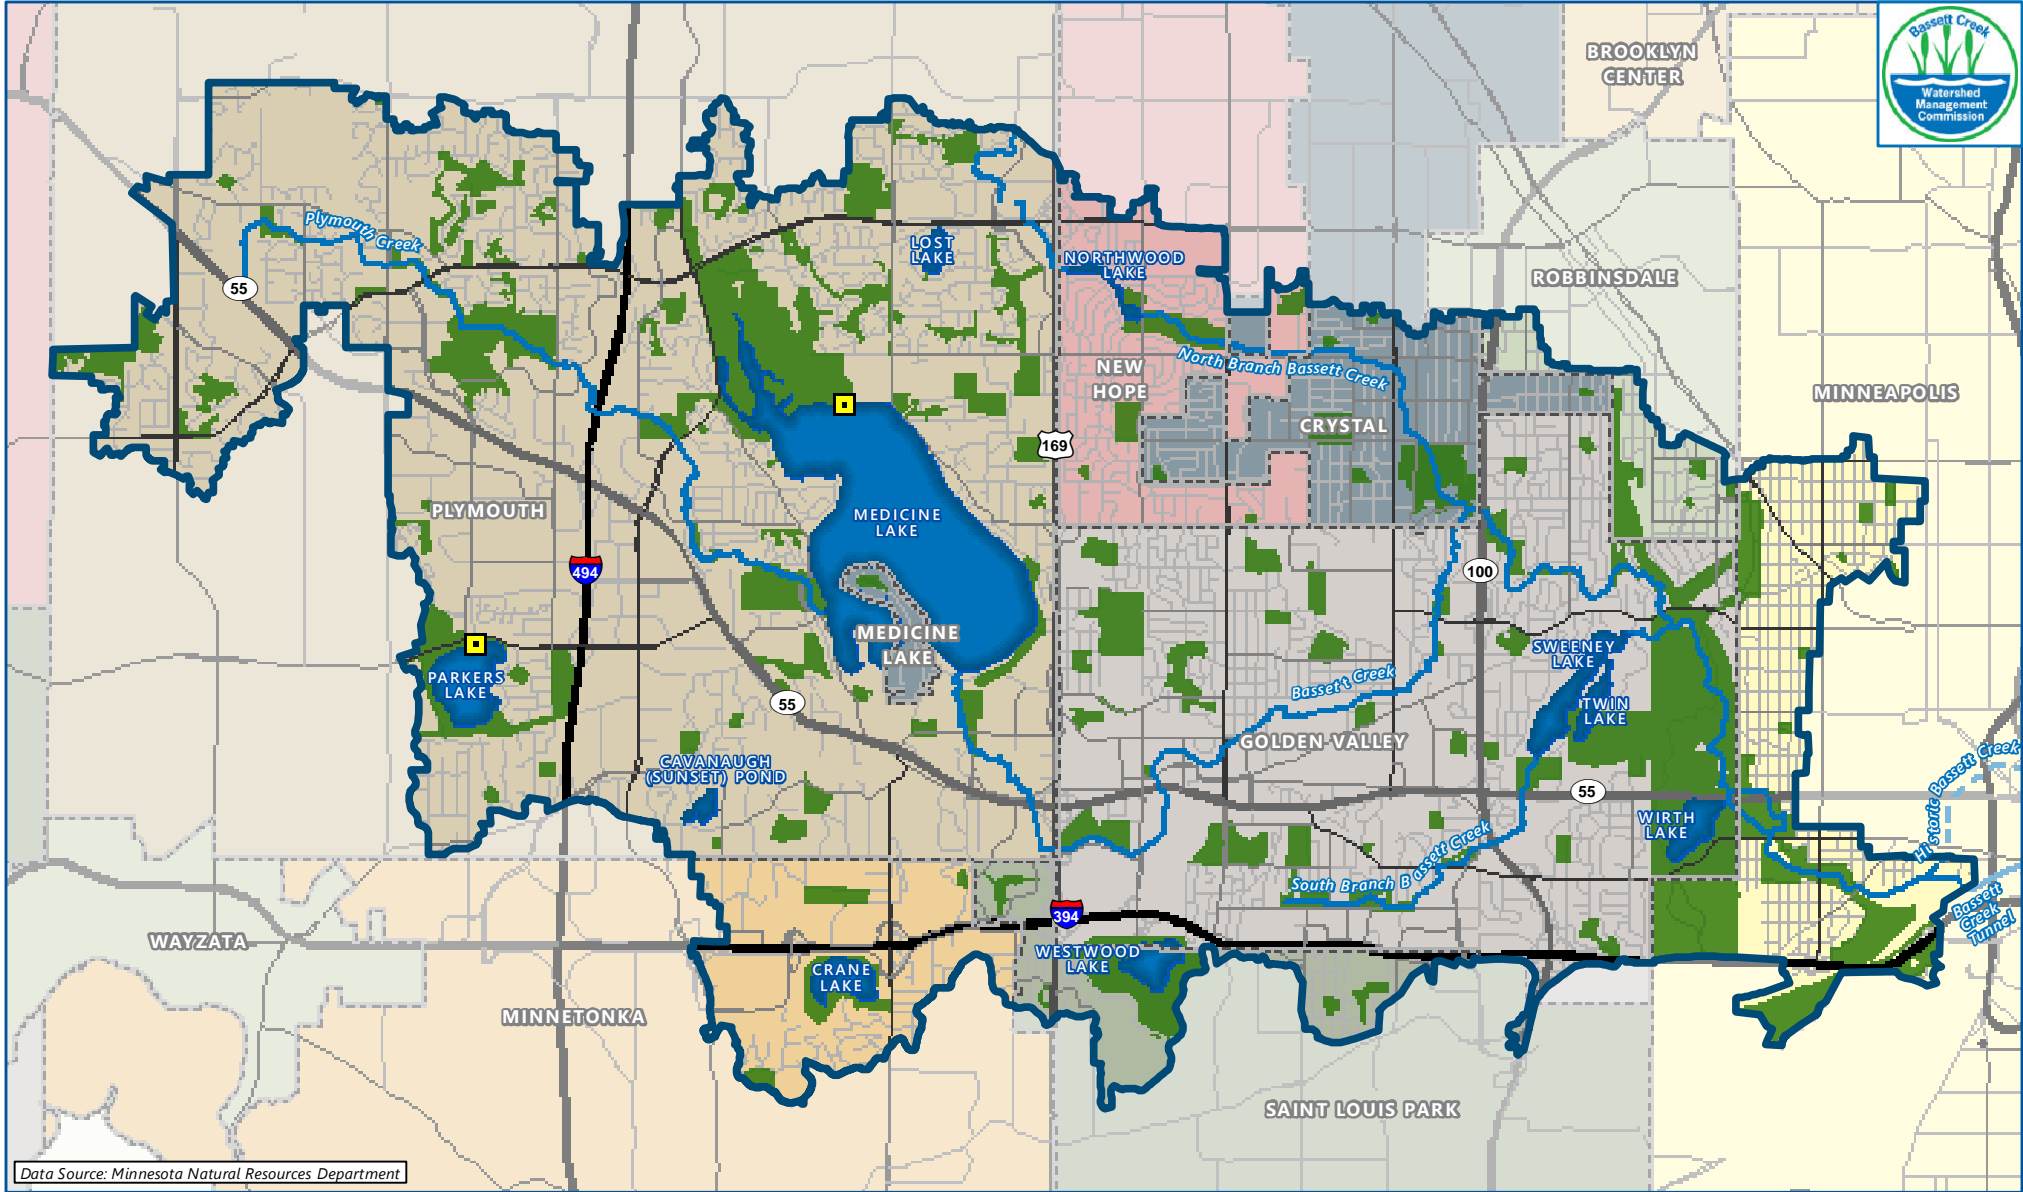 BROOKLYN
CENTER
Bassett Creek
Watershed
Management
Commission
Plymouth Creek
55
LOST
LAKE
NORTHWOOD
LAKE
ROBBINSDALE
NEW
HOPE
North Branch Bassett Creek
MINNEAPOLIS
CRYSTAL
169
PLYMOUTH
MEDICINE
LAKE
494
100
MEDICINE
LAKE
SWEENEY
LAKE
PARKERS
LAKE
Bassett Creek
TWIN
LAKE
55
GOLDEN VALLEY
CAVANAUGH
(SUNSET) POND
55
WIRTH
LAKE
Historic Bassett Creek
South Branch Bassett Creek
Bassett
Creek
Tunnel
394
WAYZATA
WESTWOOD
LAKE
CRANE
LAKE
MINNETONKA
SAINT LOUIS PARK
Data Source: Minnesota Natural Resources Department